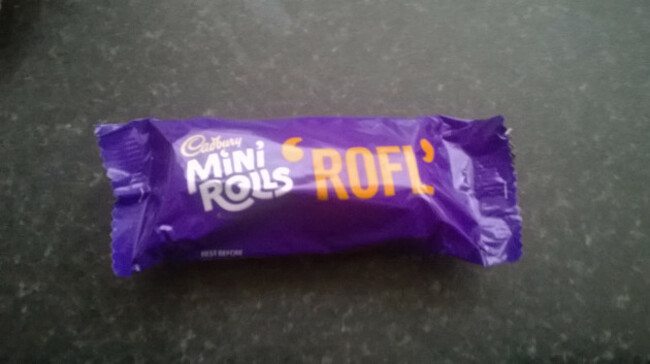 Cadbury
MiNi
ROLLS
‘ROFL’
BEST BEFORE